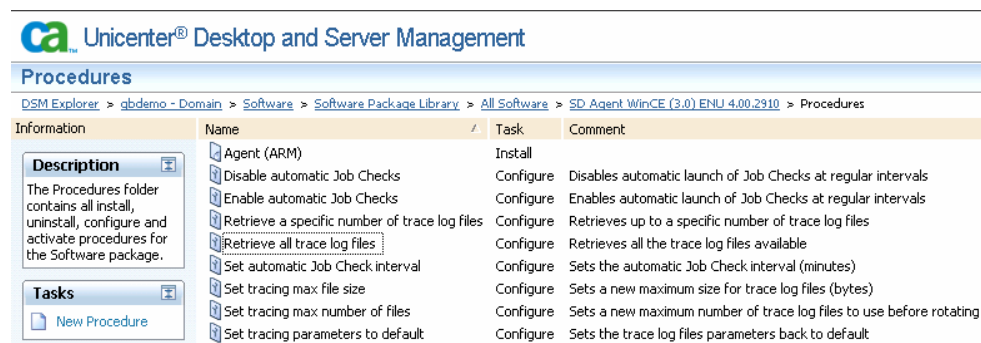 ca™ Unicenter® Desktop and Server Management
Procedures
DSM Explorer > gbdemo - Domain > Software > Software Package Library > All Software > SD Agent WinCE (3.0) ENU 4.00.2910 > Procedures
Information
Description
The Procedures folder
contains all install,
uninstall, configure and
activate procedures for
the Software package.
Tasks
New Procedure
Name Task Comment
Agent (ARM) Install
Disable automatic Job Checks Configure Disables automatic launch of Job Checks at regular intervals
Enable automatic Job Checks Configure Enables automatic launch of Job Checks at regular intervals
Retrieve a specific number of trace log files Configure Retrieves up to a specific number of trace log files
Retrieve all trace log files Configure Retrieves all the trace log files available
Set automatic Job Check interval Configure Sets the automatic Job Check interval (minutes)
Set tracing max file size Configure Sets a new maximum size for trace log files (bytes)
Set tracing max number of files Configure Sets a new maximum number of trace log files to use before rotating
Set tracing parameters to default Configure Sets the trace log files parameters back to default